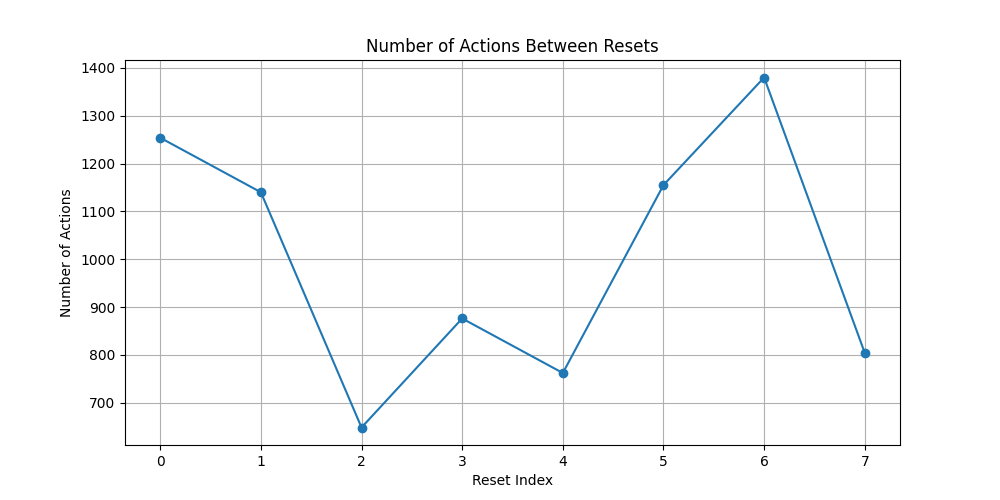 Number of Actions Between Resets
Number of Actions
1400
1300
1200
1100
1000
900
800
700
0 1 2 3 4 5 6 7
Reset Index